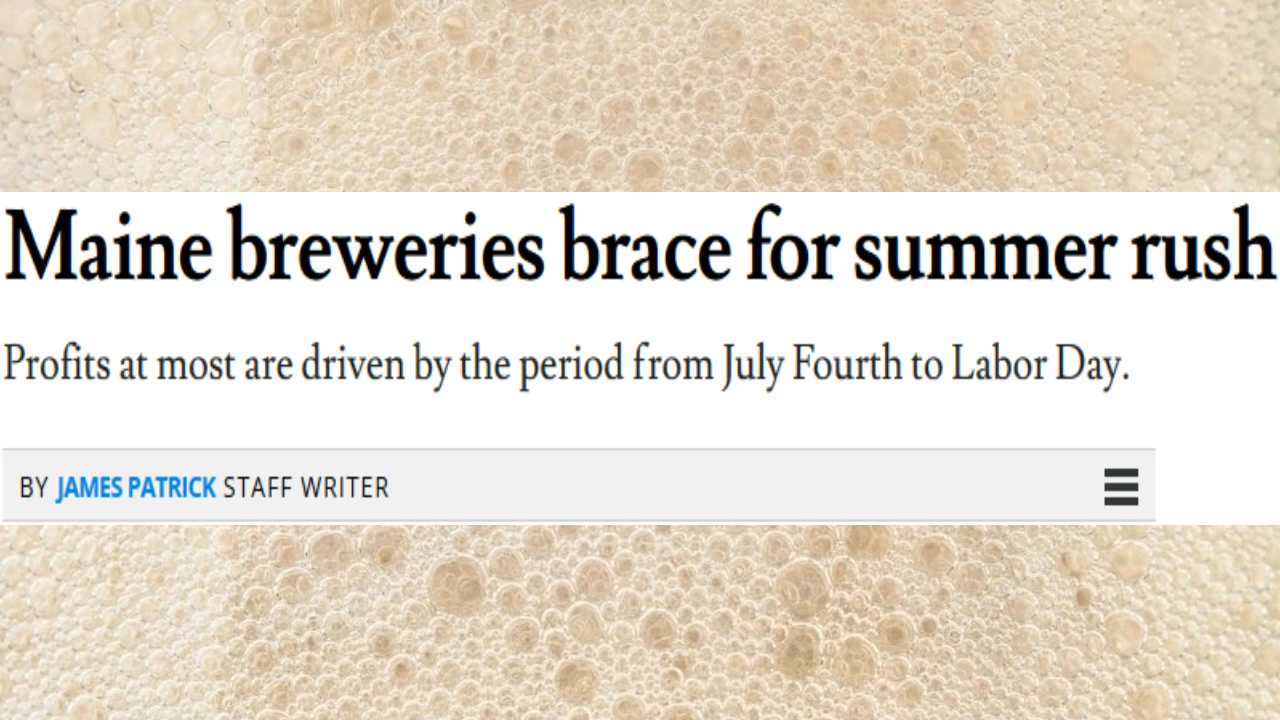 Maine breweries brace for summer rush
Profits at most are driven by the period from July Fourth to Labor Day.
BY JAMES PATRICK STAFF WRITER